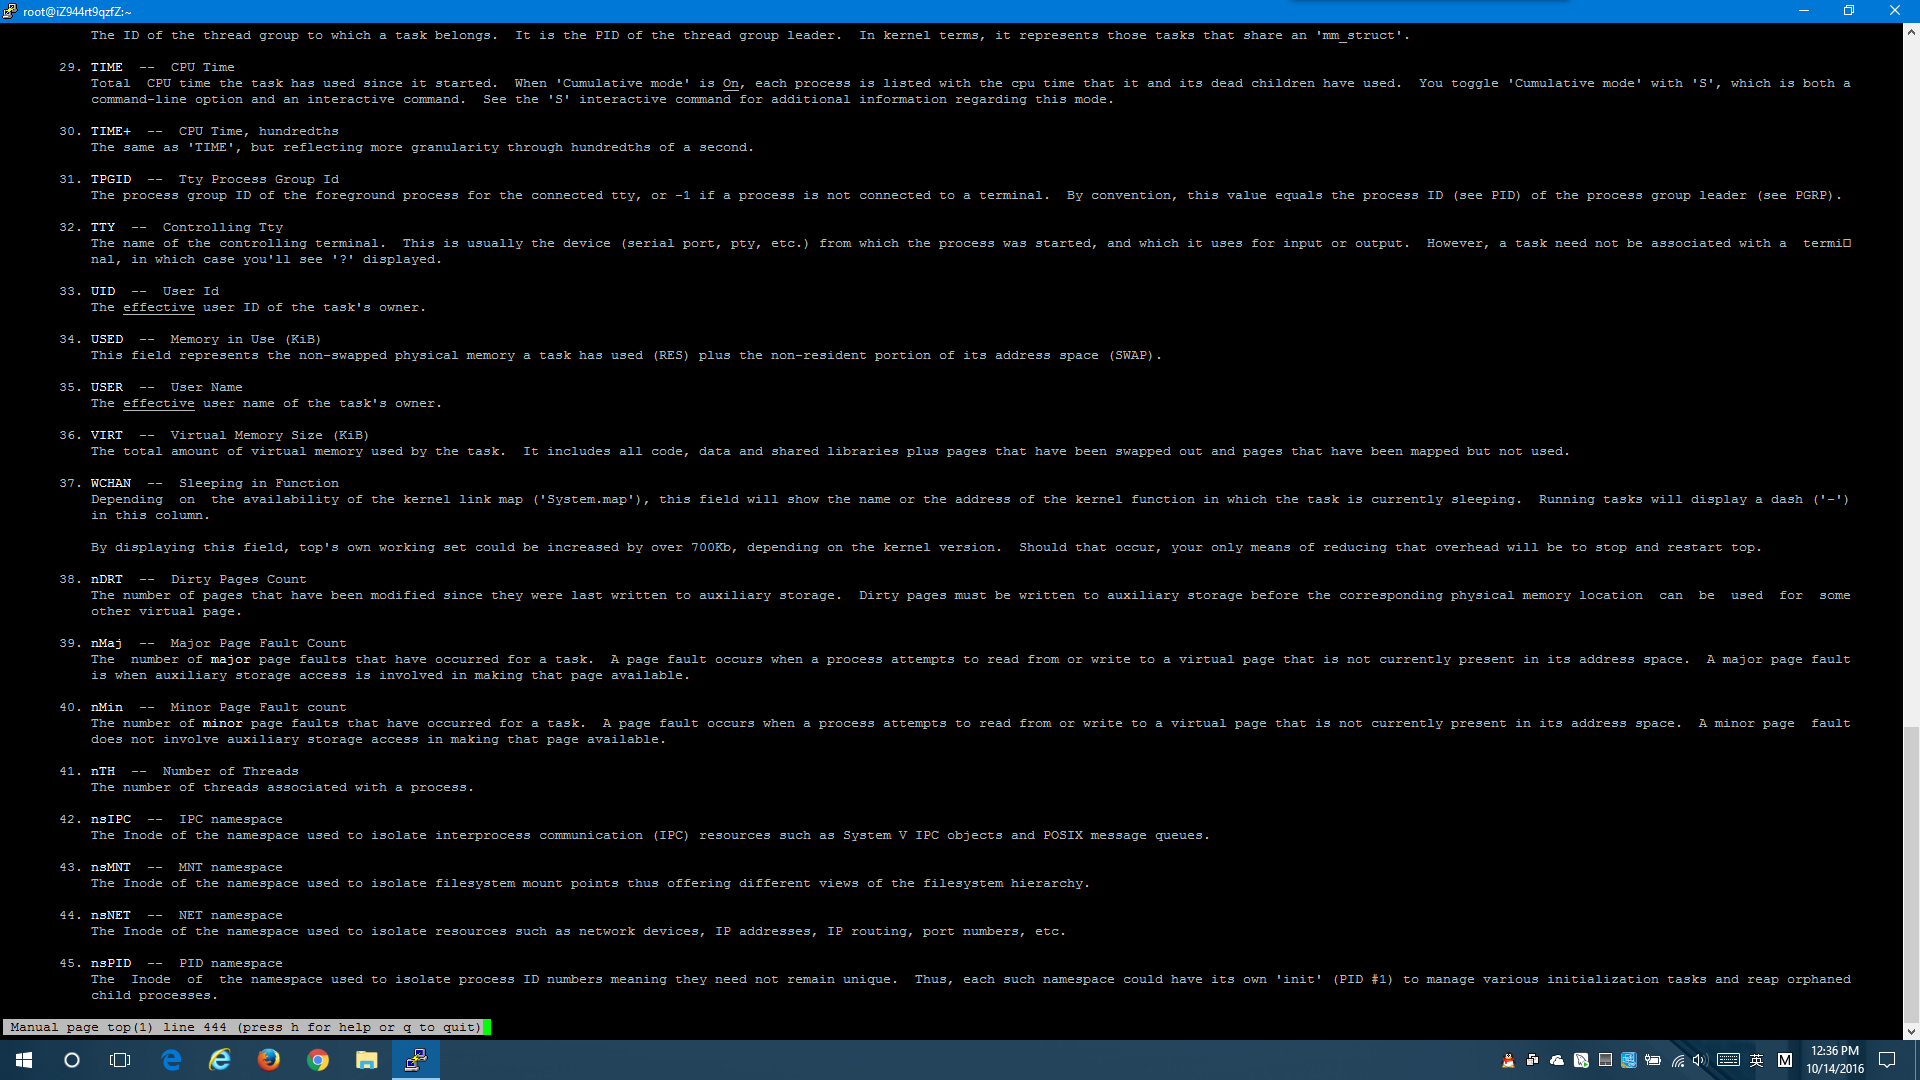 root@iZ944rt9qzfZ:~
The ID of the thread group to which a task belongs.  It is the PID of the thread group leader.  In kernel terms, it represents those tasks that share an 'mm_struct'.
29. TIME  --  CPU Time
Total  CPU time the task has used since it started.  When 'Cumulative mode' is On, each process is listed with the cpu time that it and its dead children have used.  You toggle 'Cumulative mode' with 'S', which is both a
command-line option and an interactive command.  See the 'S' interactive command for additional information regarding this mode.
30. TIME+  --  CPU Time, hundredths
The same as 'TIME', but reflecting more granularity through hundredths of a second.
31. TPGID  --  Tty Process Group Id
The process group ID of the foreground process for the connected tty, or -1 if a process is not connected to a terminal.  By convention, this value equals the process ID (see PID) of the process group leader (see PGRP).
32. TTY  --  Controlling Tty
The name of the controlling terminal.  This is usually the device (serial port, pty, etc.) from which the process was started, and which it uses for input or output.  However, a task need not be associated with a  termi□
nal, in which case you'll see '?' displayed.
33. UID  --  User Id
The effective user ID of the task's owner.
34. USED  --  Memory in Use (KiB)
This field represents the non-swapped physical memory a task has used (RES) plus the non-resident portion of its address space (SWAP).
35. USER  --  User Name
The effective user name of the task's owner.
36. VIRT  --  Virtual Memory Size (KiB)
The total amount of virtual memory used by the task.  It includes all code, data and shared libraries plus pages that have been swapped out and pages that have been mapped but not used.
37. WCHAN  --  Sleeping in Function
Depending  on  the availability of the kernel link map ('System.map'), this field will show the name or the address of the kernel function in which the task is currently sleeping.  Running tasks will display a dash ('-')
in this column.
By displaying this field, top's own working set could be increased by over 700Kb, depending on the kernel version.  Should that occur, your only means of reducing that overhead will be to stop and restart top.
38. nDRT  --  Dirty Pages Count
The number of pages that have been modified since they were last written to auxiliary storage.  Dirty pages must be written to auxiliary storage before the corresponding physical memory location  can  be  used  for  some
other virtual page.
39. nMaj  --  Major Page Fault Count
The  number of major page faults that have occurred for a task.  A page fault occurs when a process attempts to read from or write to a virtual page that is not currently present in its address space.  A major page fault
is when auxiliary storage access is involved in making that page available.
40. nMin  --  Minor Page Fault count
The number of minor page faults that have occurred for a task.  A page fault occurs when a process attempts to read from or write to a virtual page that is not currently present in its address space.  A minor page  fault
does not involve auxiliary storage access in making that page available.
41. nTH  --  Number of Threads
The number of threads associated with a process.
42. nsIPC  --  IPC namespace
The Inode of the namespace used to isolate interprocess communication (IPC) resources such as System V IPC objects and POSIX message queues.
43. nsMNT  --  MNT namespace
The Inode of the namespace used to isolate filesystem mount points thus offering different views of the filesystem hierarchy.
44. nsNET  --  NET namespace
The Inode of the namespace used to isolate resources such as network devices, IP addresses, IP routing, port numbers, etc.
45. nsPID  --  PID namespace
The  Inode  of  the namespace used to isolate process ID numbers meaning they need not remain unique.  Thus, each such namespace could have its own 'init' (PID #1) to manage various initialization tasks and reap orphaned
child processes.
Manual page top(1) line 444 (press h for help or q to quit)
英 M
12:36 PM
10/14/2016